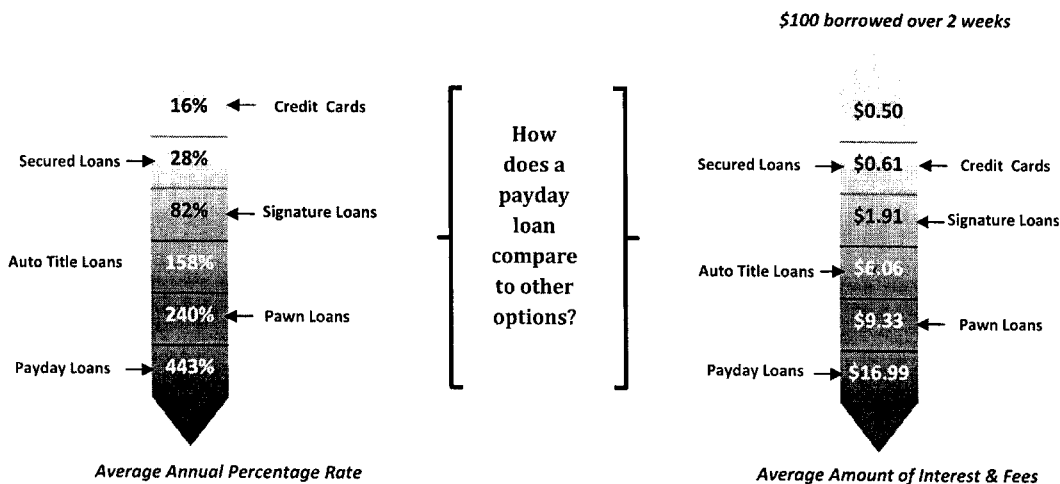 $100 borrowed over 2 weeks
16%
Credit Cards
Secured Loans
28%
82%
Signature Loans
Auto Title Loans
158%
240%
Pawn Loans
Payday Loans
443%
Average Annual Percentage Rate
How
does a
payday
loan
compare
to other
options?
$0.50
Secured Loans
$0.61
Credit Cards
$1.91
Signature Loans
Auto Title Loans
$9.33
Pawn Loans
Payday Loans
$16.99
Average Amount of Interest & Fees